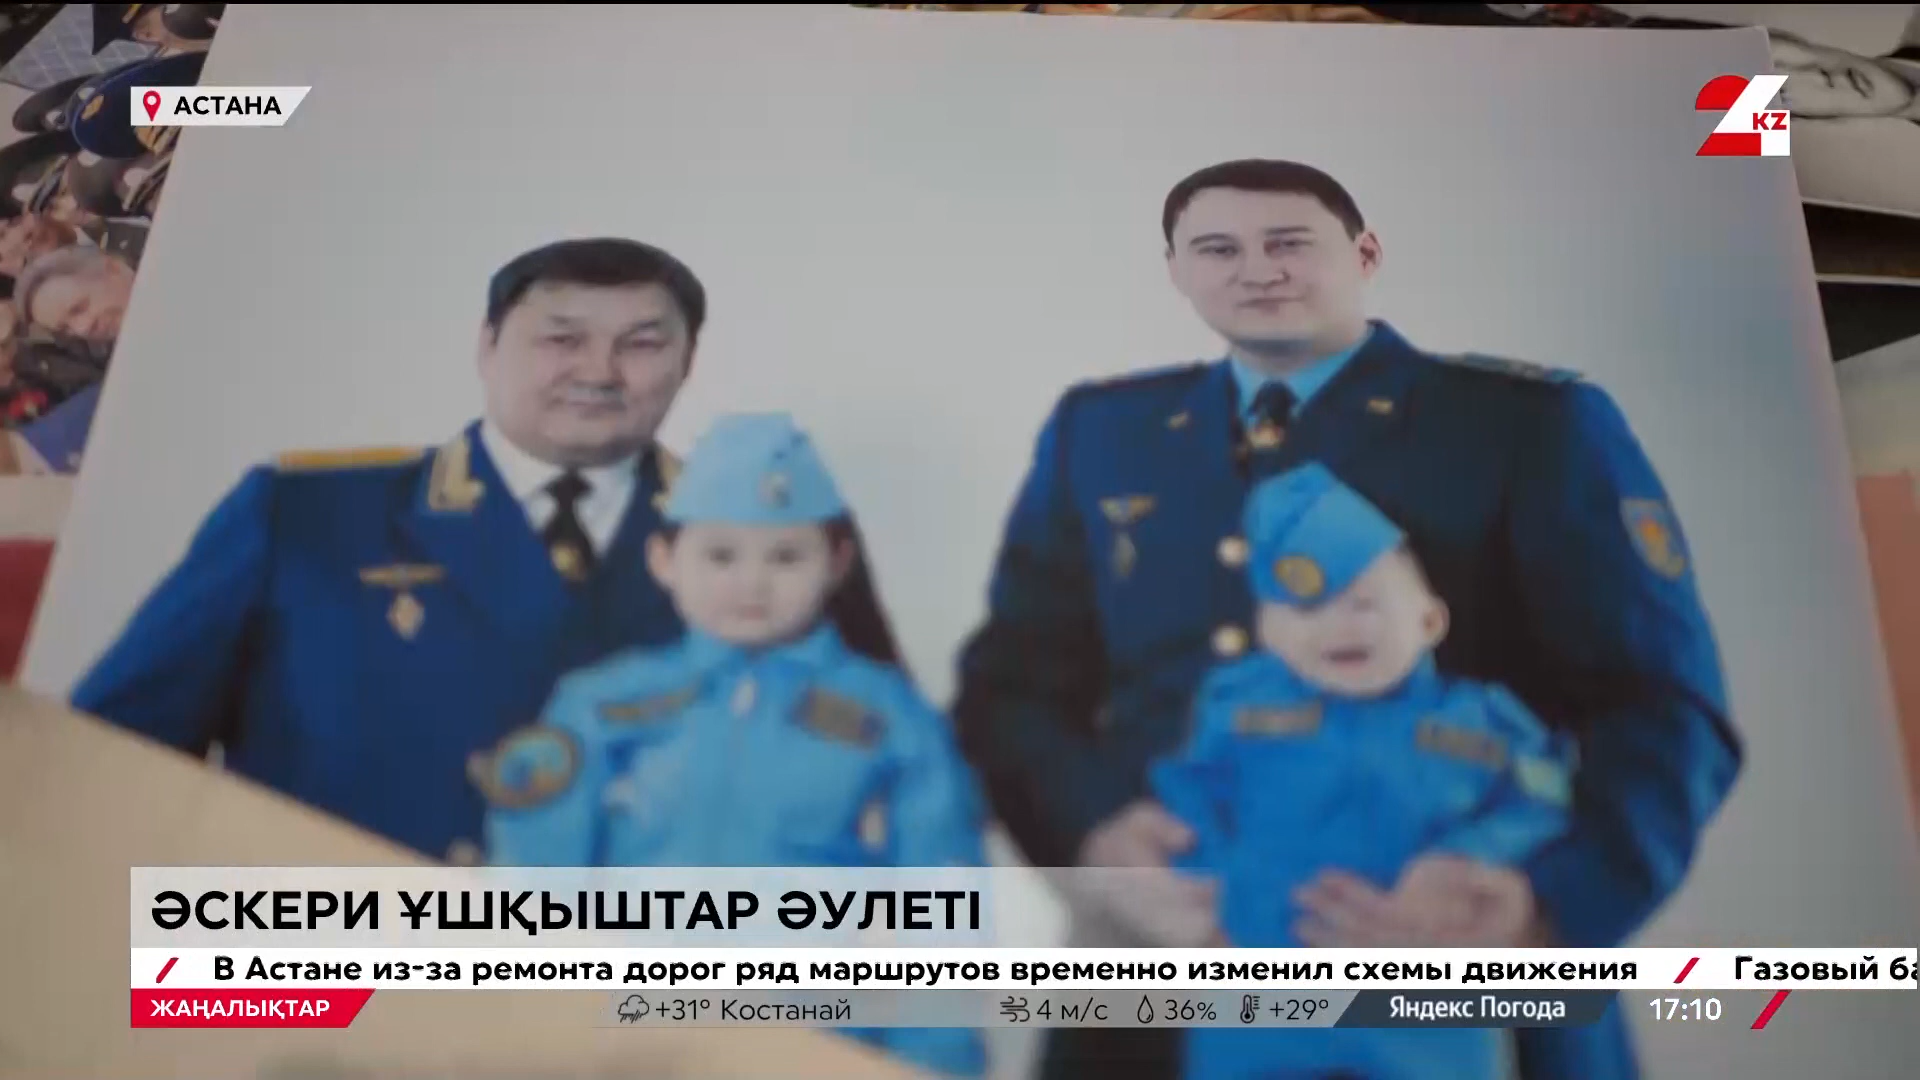 АСТАНА
24 KZ
ӘСКЕРИ ҰШҚЫШТАР ӘУЛЕТІ
В Астане из-за ремонта дорог ряд маршрутов временно изменил схемы движения / Газовый
ЖАҢАЛЫҚТАР
+31° Костанай 4 м/с 36% +29° Яндекс Погода 17:10